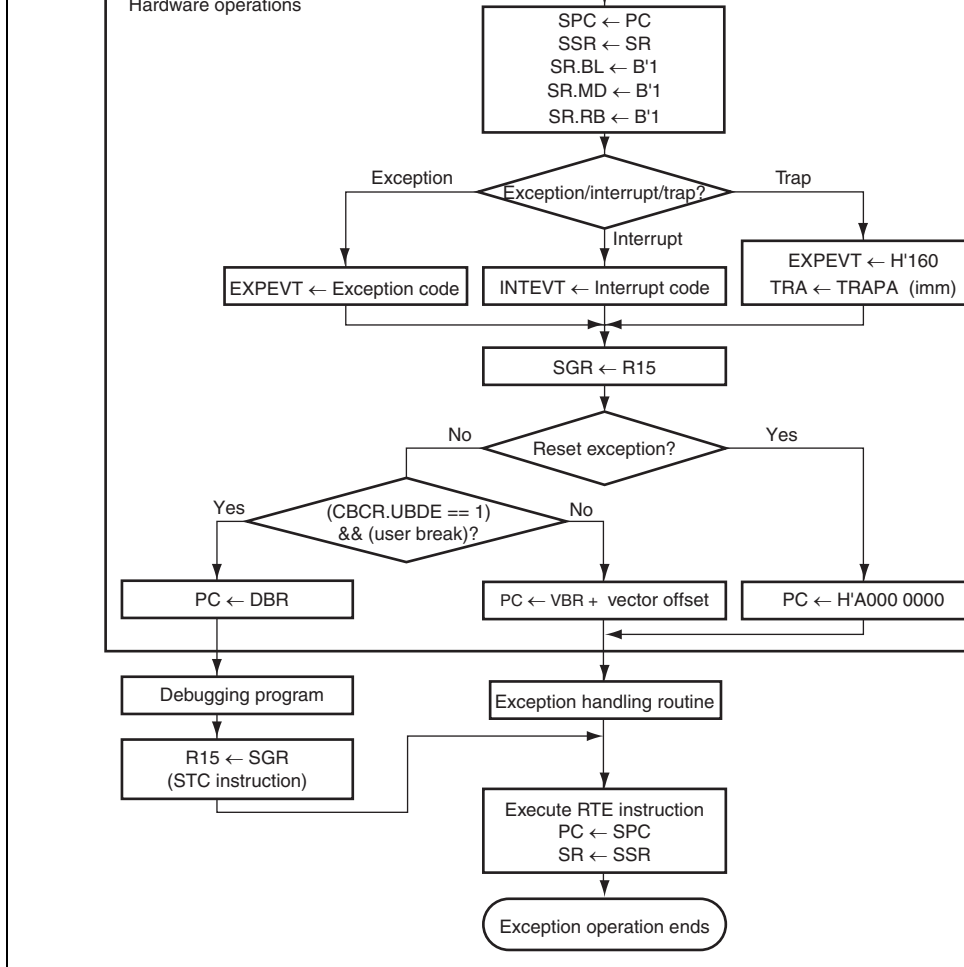 Hardware operations
SPC ← PC
SSR ← SR
SR.BL ← B'1
SR.MD ← B'1
SR.RB ← B'1
Exception
Exception/interrupt/trap?
Trap
Interrupt
EXPEVT ← Exception code
INTEVT ← Interrupt code
EXPEVT ← H'160
TRA ← TRAPA (imm)
SGR ← R15
No
Reset exception?
Yes
Yes
(CBCR.UBDE == 1)
&& (user break)?
No
PC ← DBR
PC ← VBR + vector offset
PC ← H'A000 0000
Debugging program
Exception handling routine
R15 ← SGR
(STC instruction)
Execute RTE instruction
PC ← SPC
SR ← SSR
Exception operation ends